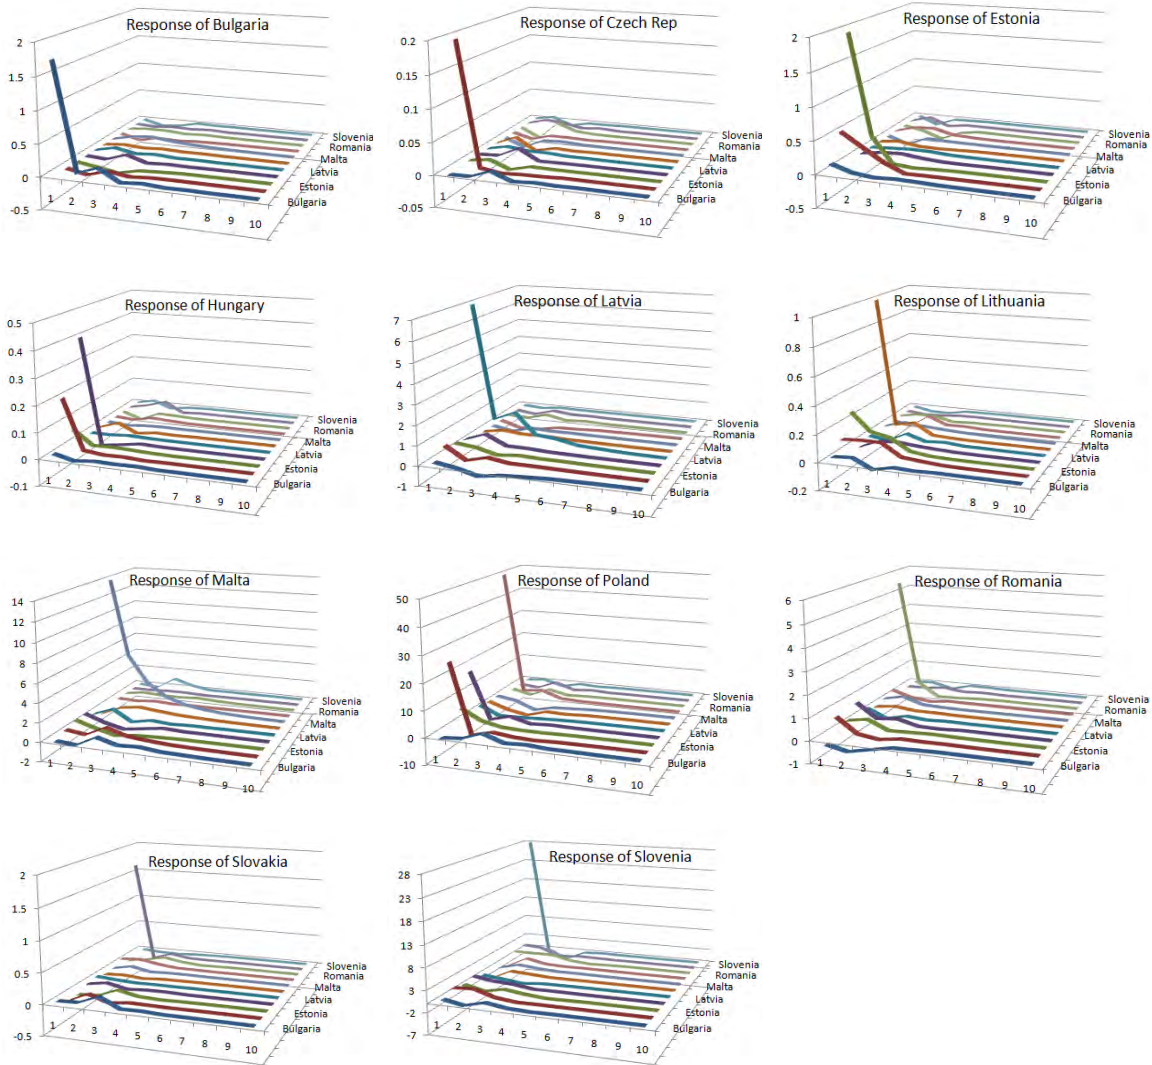 Response of Bulgaria
2
1.5
1
0.5
0
-0.5
1 2 3 4 5 6 7 8 9 10
Slovenia
Romania
Malta
Latvia
Estonia
Bulgaria
Response of Czech Rep
0.2
0.15
0.1
0.05
0
-0.05
1 2 3 4 5 6 7 8 9 10
Slovenia
Romania
Malta
Latvia
Estonia
Bulgaria
Response of Estonia
2
1.5
1
0.5
0
-0.5
1 2 3 4 5 6 7 8 9 10
Slovenia
Romania
Malta
Latvia
Estonia
Bulgaria
Response of Hungary
0.5
0.4
0.3
0.2
0.1
0
-0.1
1 2 3 4 5 6 7 8 9 10
Slovenia
Romania
Malta
Latvia
Estonia
Bulgaria
Response of Latvia
7
6
5
4
3
2
1
0
-1
1 2 3 4 5 6 7 8 9 10
Slovenia
Romania
Malta
Latvia
Estonia
Bulgaria
Response of Lithuania
1
0.8
0.6
0.4
0.2
0
-0.2
1 2 3 4 5 6 7 8 9 10
Slovenia
Romania
Malta
Latvia
Estonia
Bulgaria
Response of Malta
14
12
10
8
6
4
2
0
-2
1 2 3 4 5 6 7 8 9 10
Slovenia
Romania
Malta
Latvia
Estonia
Bulgaria
Response of Poland
50
40
30
20
10
0
-10
1 2 3 4 5 6 7 8 9 10
Slovenia
Romania
Malta
Latvia
Estonia
Bulgaria
Response of Romania
6
5
4
3
2
1
0
-1
1 2 3 4 5 6 7 8 9 10
Slovenia
Romania
Malta
Latvia
Estonia
Bulgaria
Response of Slovakia
2
1.5
1
0.5
0
-0.5
1 2 3 4 5 6 7 8 9 10
Slovenia
Romania
Malta
Latvia
Estonia
Bulgaria
Response of Slovenia
28
23
18
13
8
3
-2
-7
1 2 3 4 5 6 7 8 9 10
Slovenia
Romania
Malta
Latvia
Estonia
Bulgaria